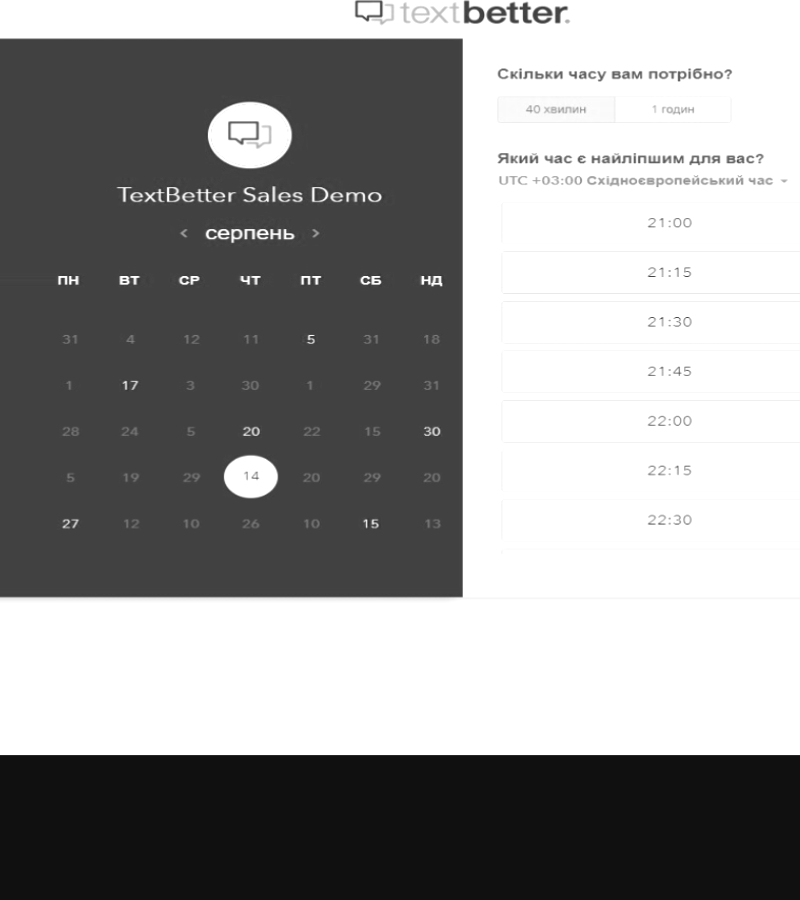 textbetter.
TextBetter Sales Demo
< серпень >
ПН ВТ СР ЧТ ПТ СБ НД
31 4 12 11 5 31 18
1 17 3 30 1 29 31
28 24 5 20 22 15 30
5 19 29 14 20 29 20
27 12 10 26 10 15 13
Скільки часу вам потрібно?
40 хвилин 1 годин
Який час є найліпшим для вас?
UTC +03:00 Східноєвропейський час
21:00
21:15
21:30
21:45
22:00
22:15
22:30